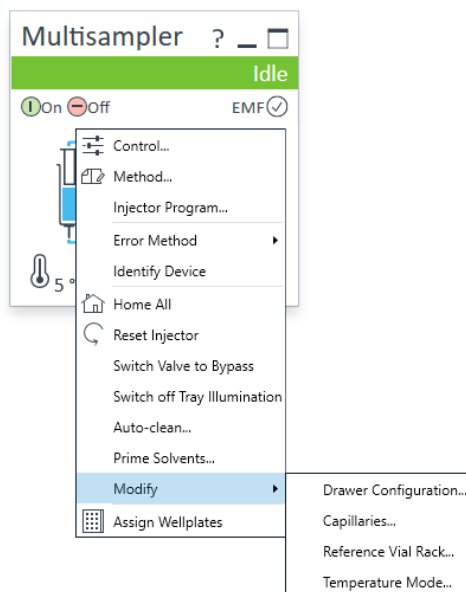 Multisampler ?
Idle
On Off EMF
Control...
Method...
Injector Program...
Error Method
Identify Device
5 °
Home All
Reset Injector
Switch Valve to Bypass
Switch off Tray Illumination
Auto-clean...
Prime Solvents...
Modify
Drawer Configuration...
Assign Wellplates
Capillaries...
Reference Vial Rack...
Temperature Mode...